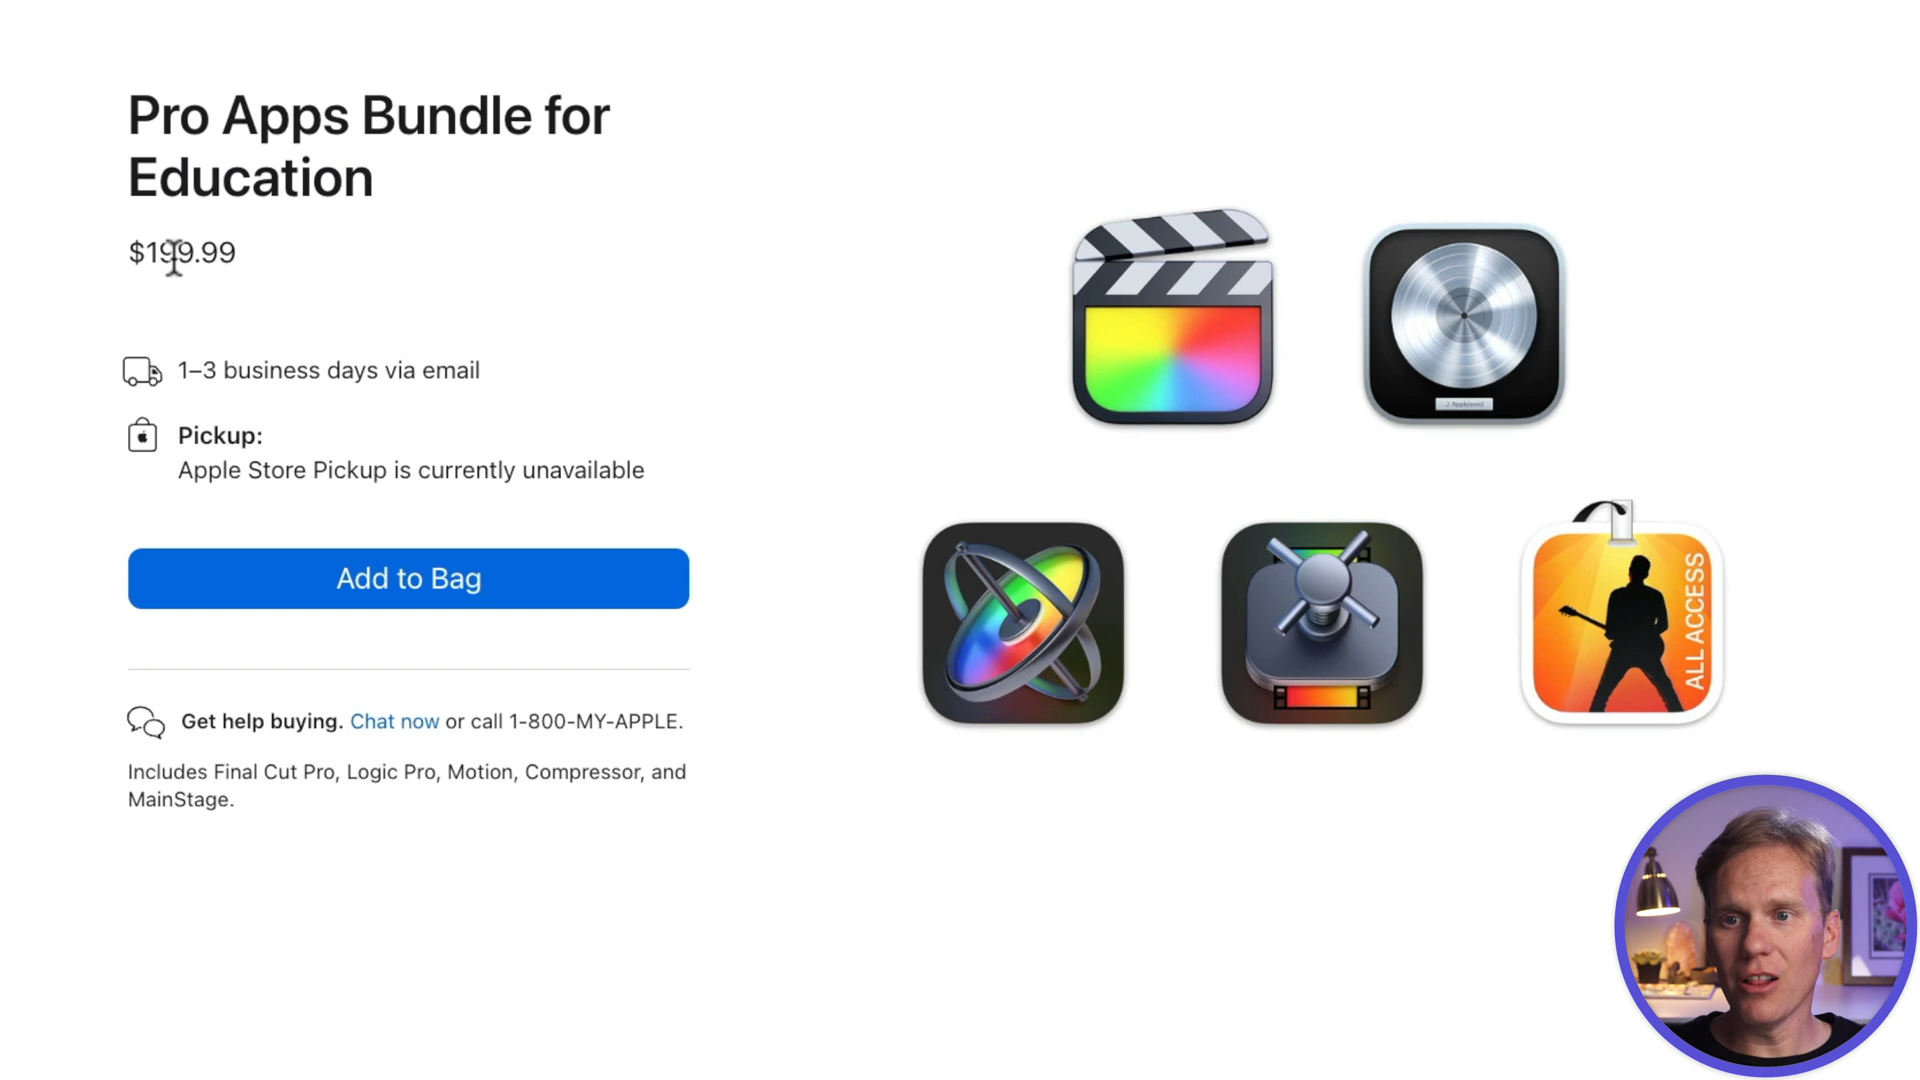 Pro Apps Bundle for
Education
$199.99
1–3 business days via email
Pickup:
Apple Store Pickup is currently unavailable
Add to Bag
Get help buying. Chat now or call 1-800-MY-APPLE.
Includes Final Cut Pro, Logic Pro, Motion, Compressor, and
MainStage.
J. Appleseed
ALL ACCESS